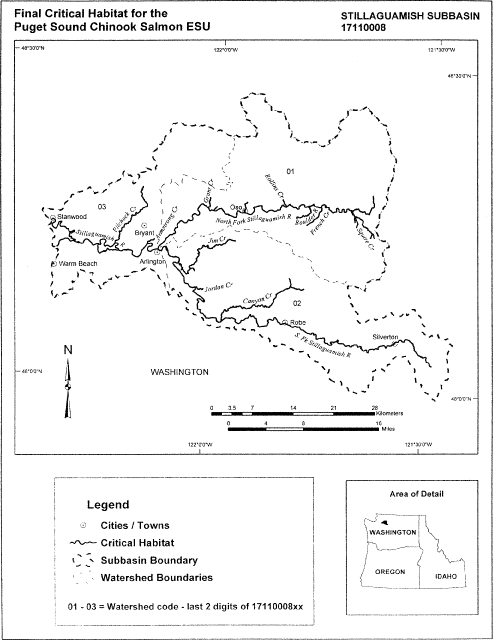 Final Critical Habitat for the
Puget Sound Chinook Salmon ESU
STILLAGUAMISH SUBBASIN
17110008
48°30'0"N
122°0'0"W
121°30'0"W
48°30'0"N
01
Rollins Cr
Grant Cr
03
Pilchuck Cr
Armstrong Cr
Oso
Stanwood
North Fork Stillaguamish R
Boulder R
French Cr
Squire Cr
Bryant
Stillaguamish R
Jim Cr
Warm Beach
Arlington
Jordan Cr
Canyon Cr
02
Robe
S. Fk Stillaguamish R
Silverton
N
48°0'0"N
WASHINGTON
48°0'0"N
0 3.5 7 14 21 28
Kilometers
0 4 8 16
Miles
122°0'0"W
121°30'0"W
Legend
Cities / Towns
Critical Habitat
Subbasin Boundary
Watershed Boundaries
01 - 03 = Watershed code - last 2 digits of 17110008xx
Area of Detail
WASHINGTON
OREGON
IDAHO